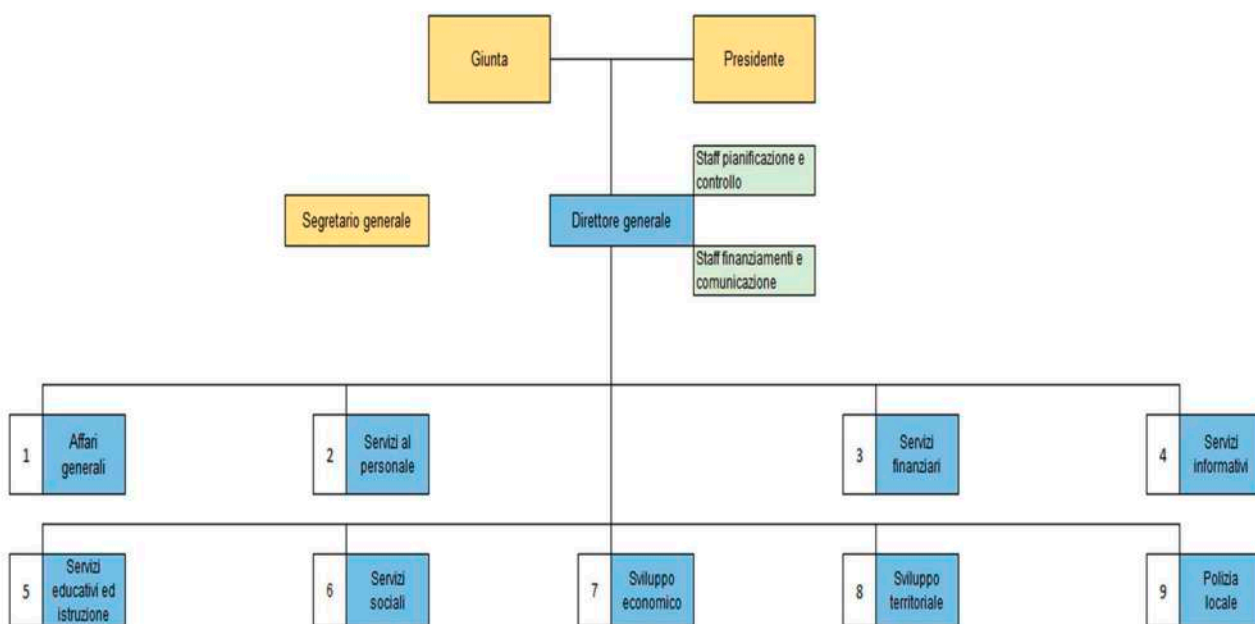 Giunta
Presidente
Staff pianificazione e
controllo
Segretario generale
Direttore generale
Staff finanziamenti e
comunicazione
1
Affari
generali
2
Servizi al
personale
3
Servizi
finanziari
4
Servizi
informativi
5
Servizi
educativi ed
istruzione
6
Servizi
sociali
7
Sviluppo
economico
8
Sviluppo
territoriale
9
Polizia
locale